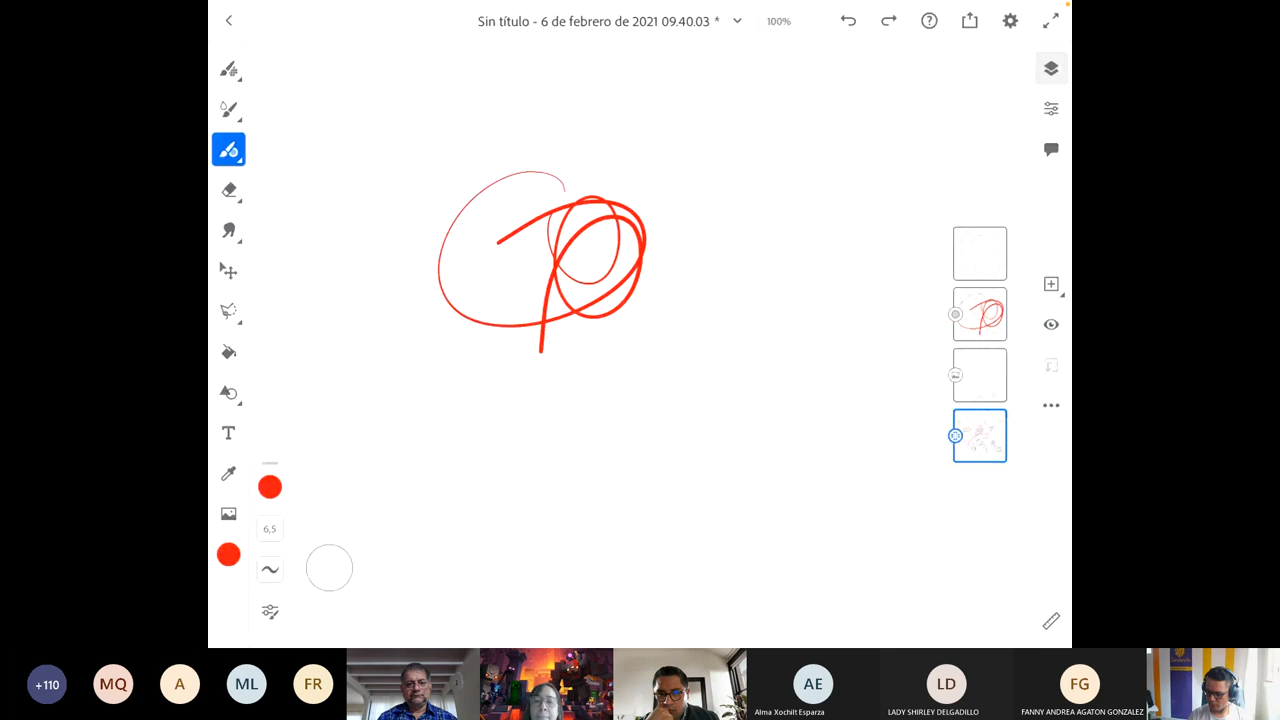 Sin título - 6 de febrero de 2021 09.40.03 *
100%
6,5
+110
MQ
A
ML
FR
AE
Alma Xochilt Esparza
LD
LADY SHIRLEY DELGADILLO
FG
FANNY ANDREA AGATON GONZALEZ